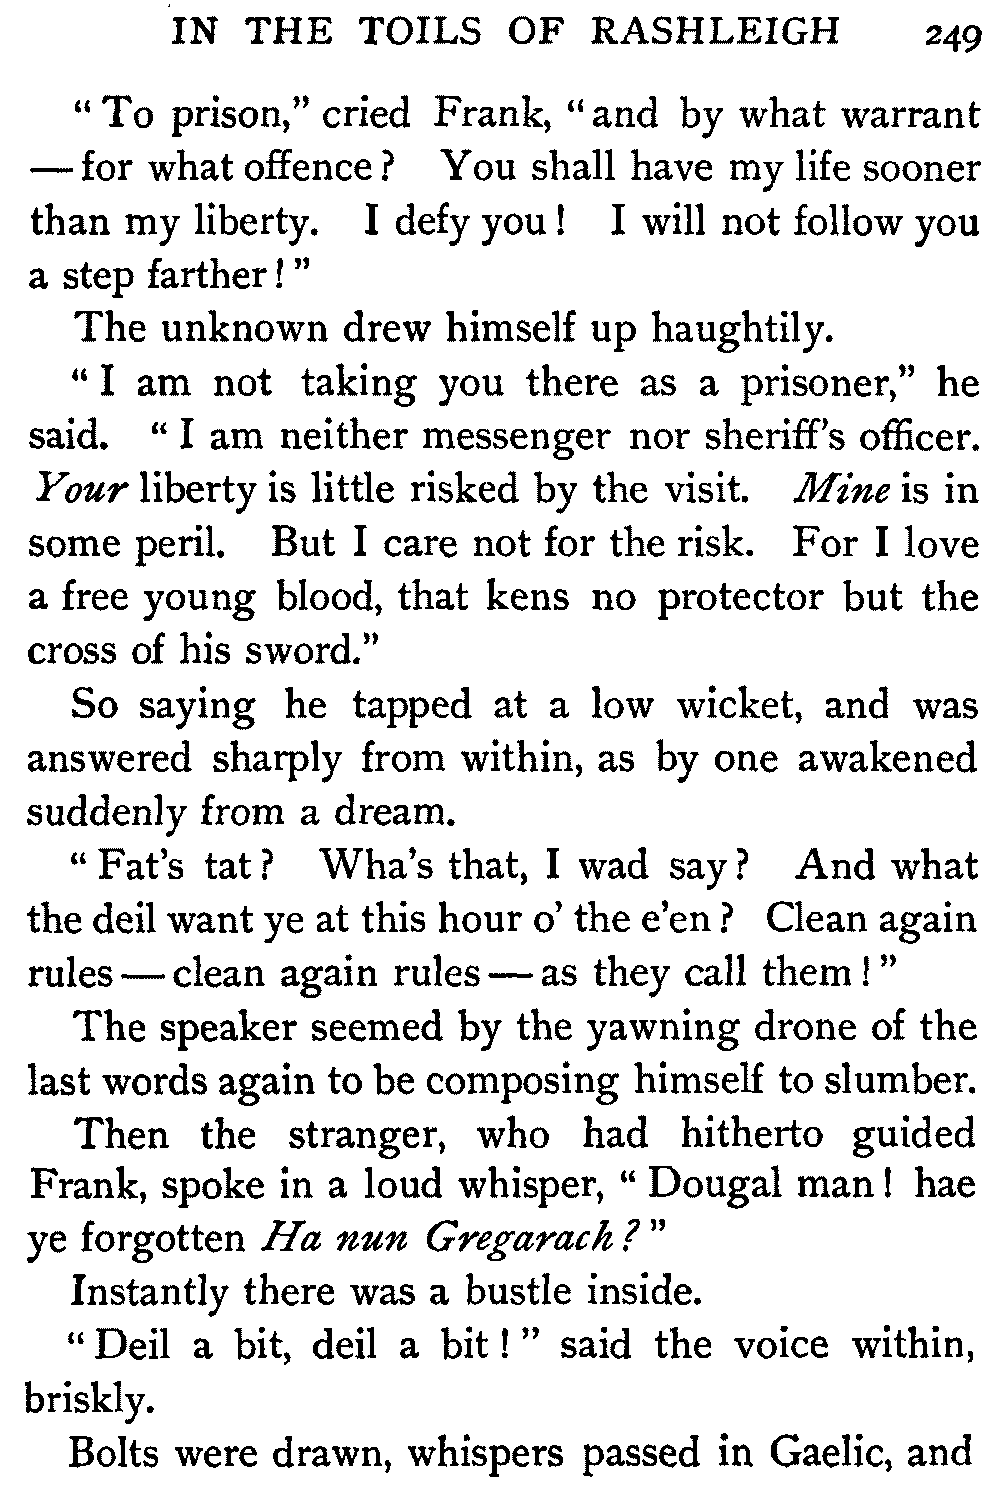 IN THE TOILS OF RASHLEIGH 249
“To prison,” cried Frank, “and by what warrant
—for what offence? You shall have my life sooner
than my liberty. I defy you! I will not follow you
a step farther!”
The unknown drew himself up haughtily.
“I am not taking you there as a prisoner,” he
said. “I am neither messenger nor sheriff’s officer.
Your liberty is little risked by the visit. Mine is in
some peril. But I care not for the risk. For I love
a free young blood, that kens no protector but the
cross of his sword.”
So saying he tapped at a low wicket, and was
answered sharply from within, as by one awakened
suddenly from a dream.
“Fat’s tat? Wha’s that, I wad say? And what
the deil want ye at this hour o’ the e’en? Clean again
rules—clean again rules—as they call them!”
The speaker seemed by the yawning drone of the
last words again to be composing himself to slumber.
Then the stranger, who had hitherto guided
Frank, spoke in a loud whisper, “Dougal man! hae
ye forgotten Ha nun Gregarach?”
Instantly there was a bustle inside.
“Deil a bit, deil a bit!” said the voice within,
briskly.
Bolts were drawn, whispers passed in Gaelic, and